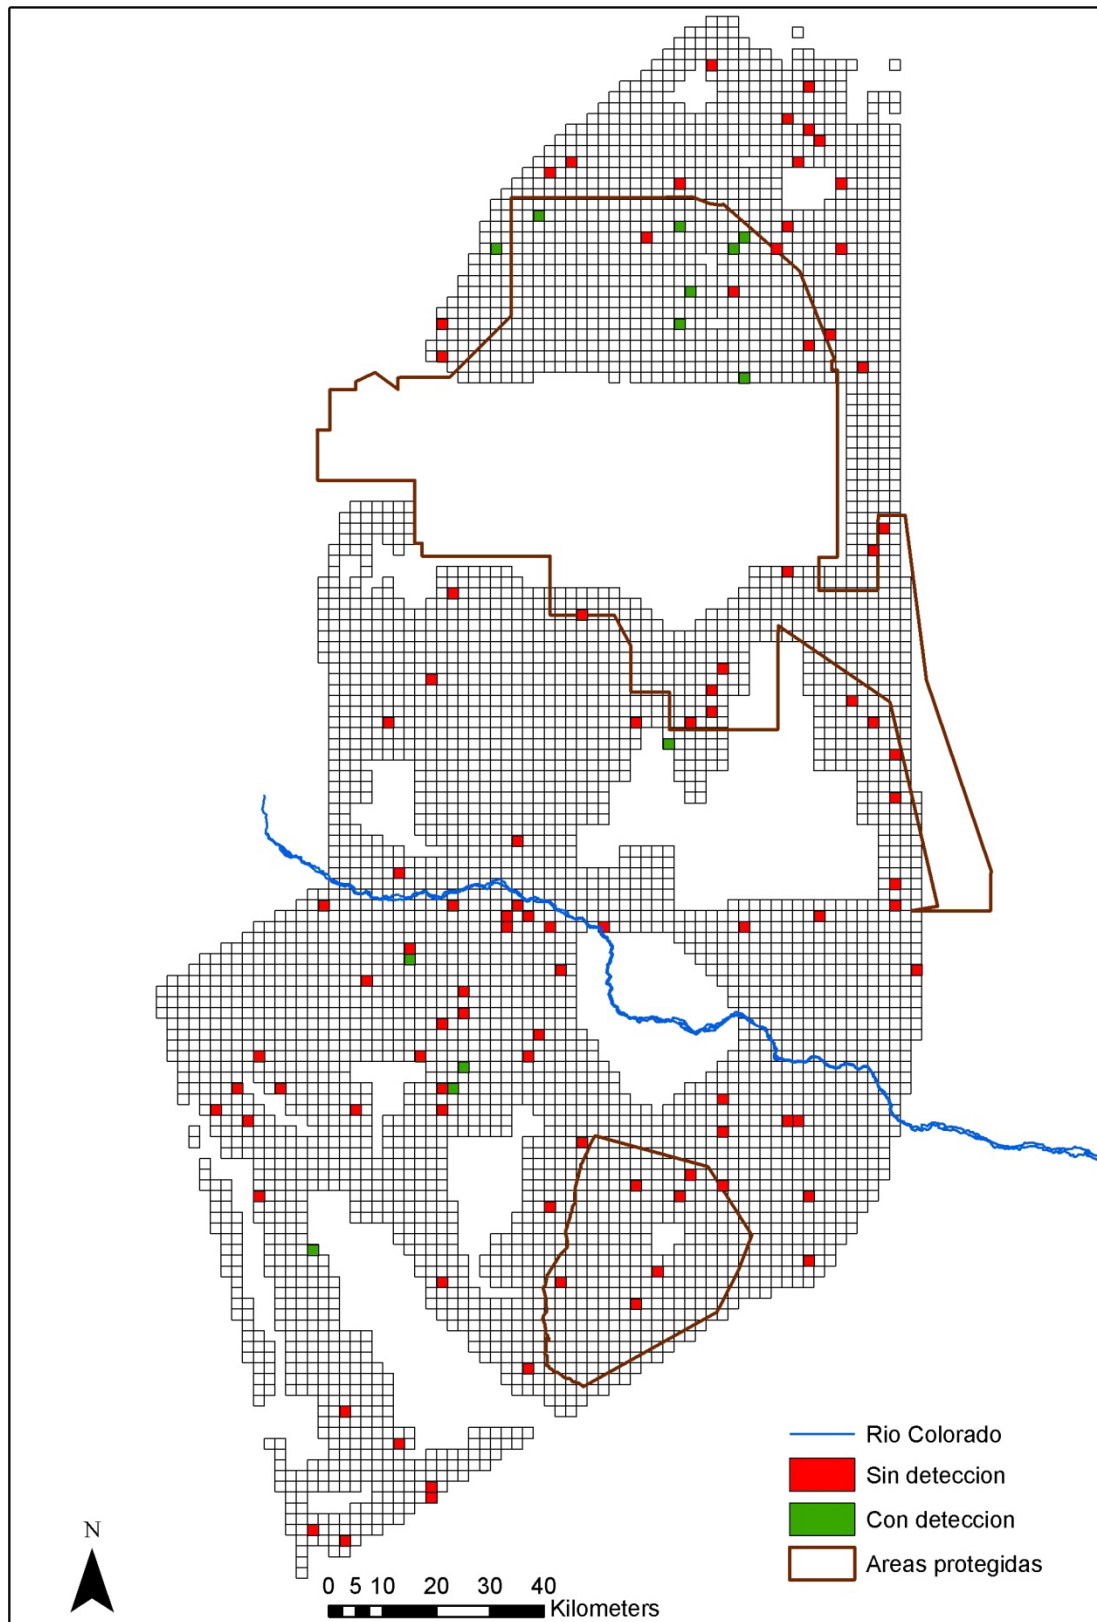 Rio Colorado
Sin deteccion
Con deteccion
Areas protegidas
N
0 5 10 20 30 40
Kilometers